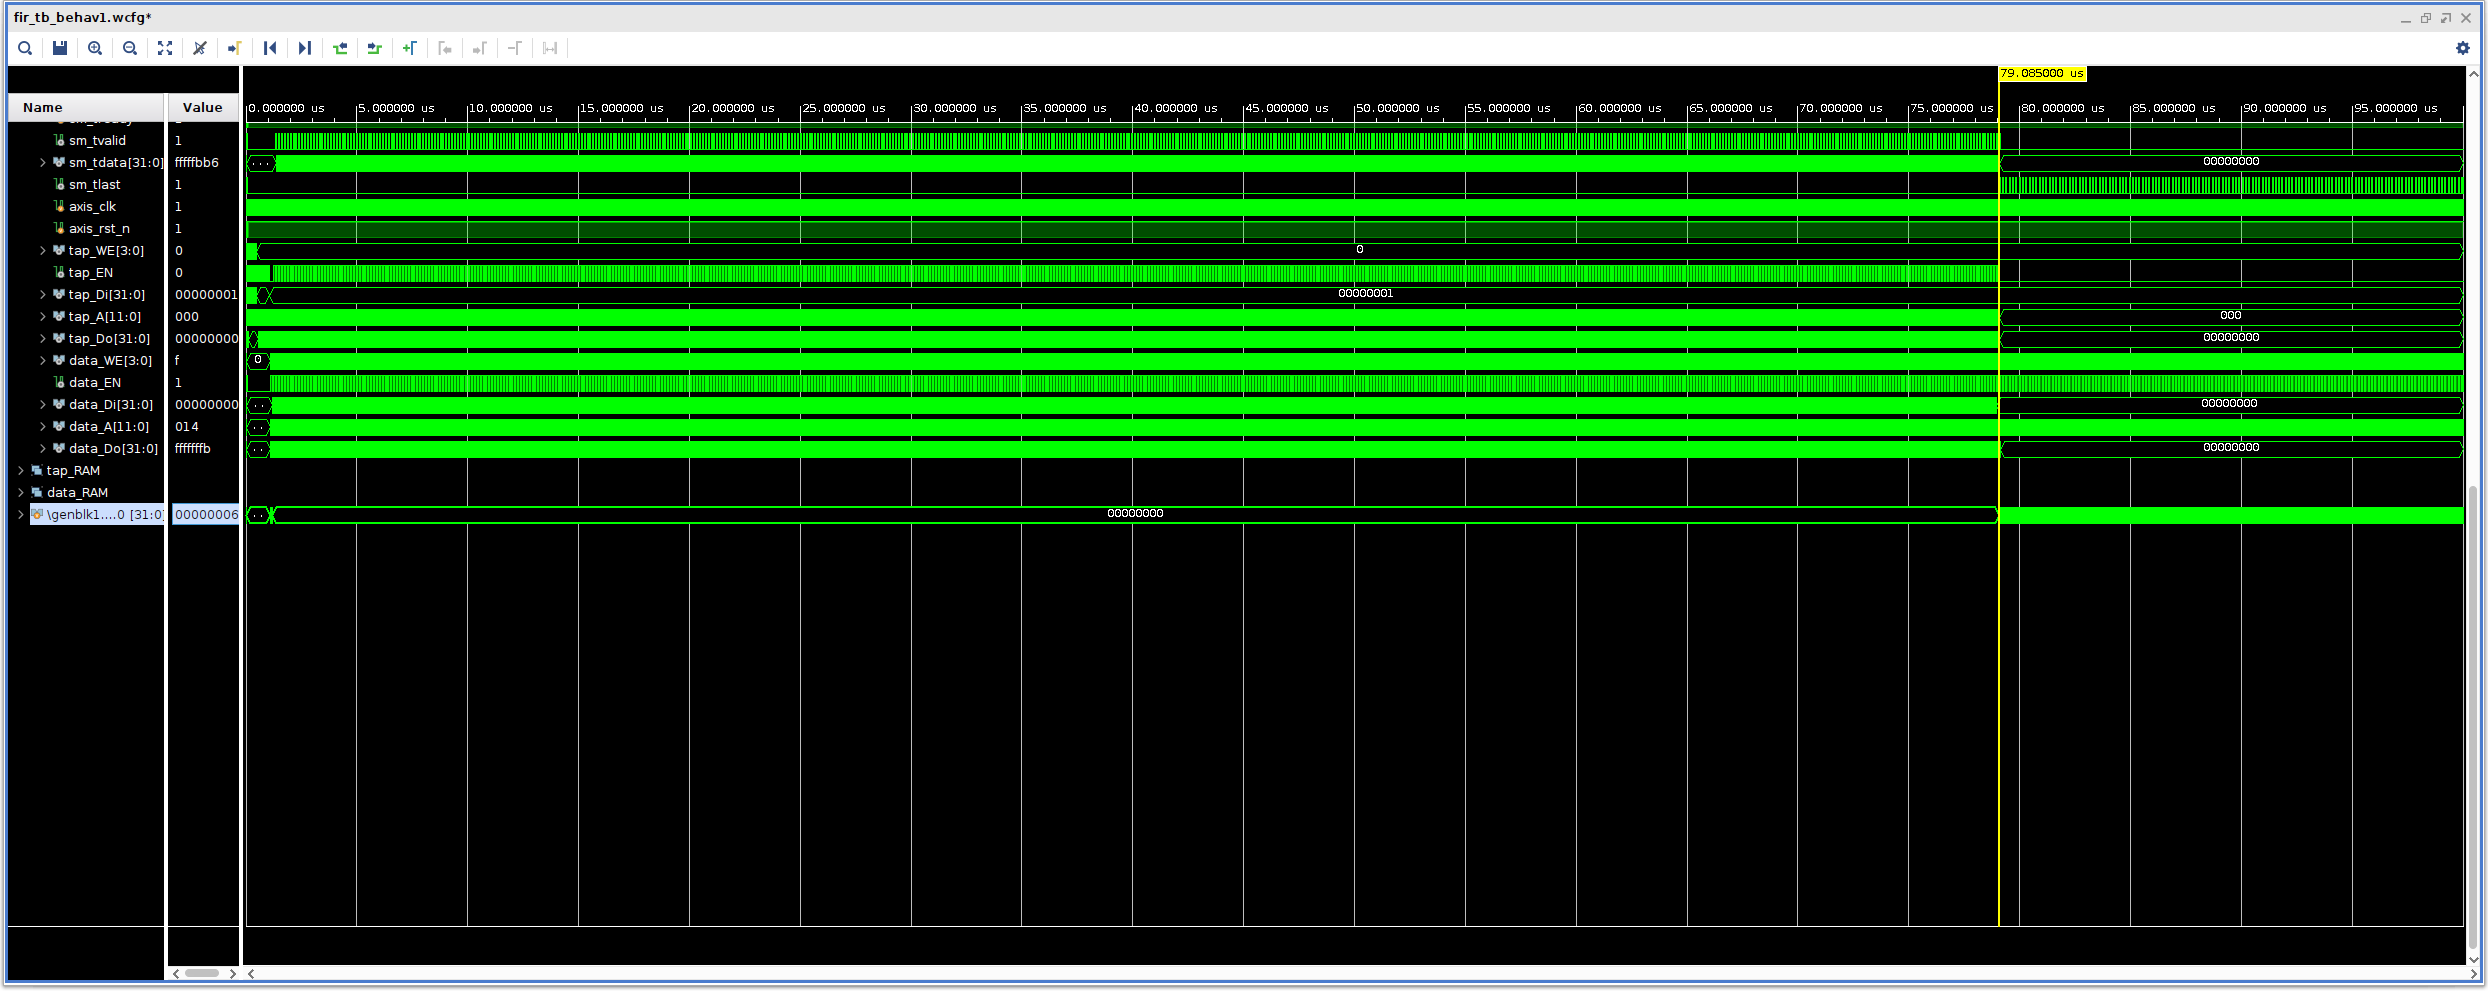 fir_tb_behav1.wcfg*
79.085000 us
Name Value 0.000000 us 5.000000 us 10.000000 us 15.000000 us 20.000000 us 25.000000 us 30.000000 us 35.000000 us 40.000000 us 45.000000 us 50.000000 us 55.000000 us 60.000000 us 65.000000 us 70.000000 us 75.000000 us 80.000000 us 85.000000 us 90.000000 us 95.000000 us
sm_tvalid 1
sm_tdata[31:0] fffffbb6 ... 00000000
sm_tlast 1
axis_clk 1
axis_rst_n 1
tap_WE[3:0] 0 0
tap_EN 0
tap_Di[31:0] 00000001 00000001
tap_A[11:0] 000 000
tap_Do[31:0] 00000000 00000000
data_WE[3:0] f 0
data_EN 1
data_Di[31:0] 00000000 .. 00000000
data_A[11:0] 014 ..
data_Do[31:0] fffffffb .. 00000000
tap_RAM
data_RAM
\genblk1....0 [31:0] 00000006 .. 00000000